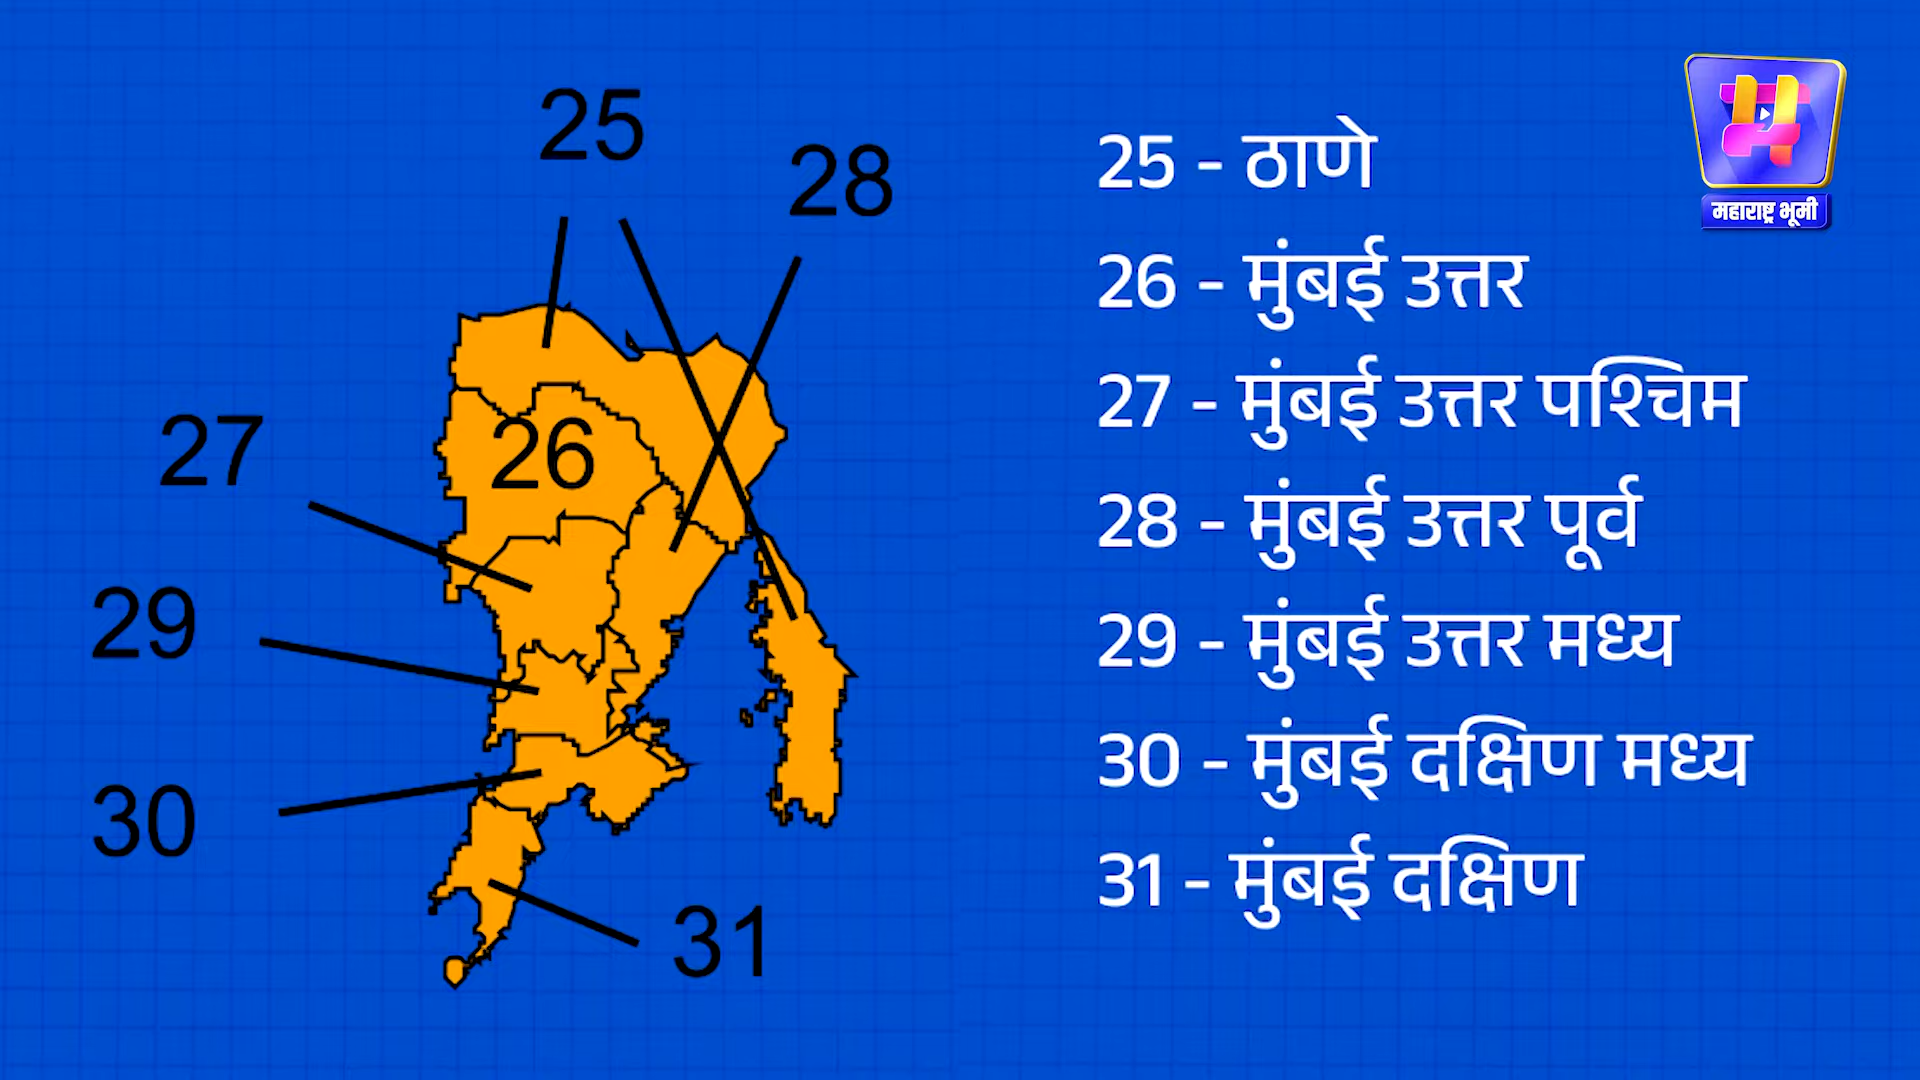 25
28
27
26
29
30
31
25 - ठाणे
26 - मुंबई उत्तर
27 - मुंबई उत्तर पश्चिम
28 - मुंबई उत्तर पूर्व
29 - मुंबई उत्तर मध्य
30 - मुंबई दक्षिण मध्य
31 - मुंबई दक्षिण
महाराष्ट्र भूमी